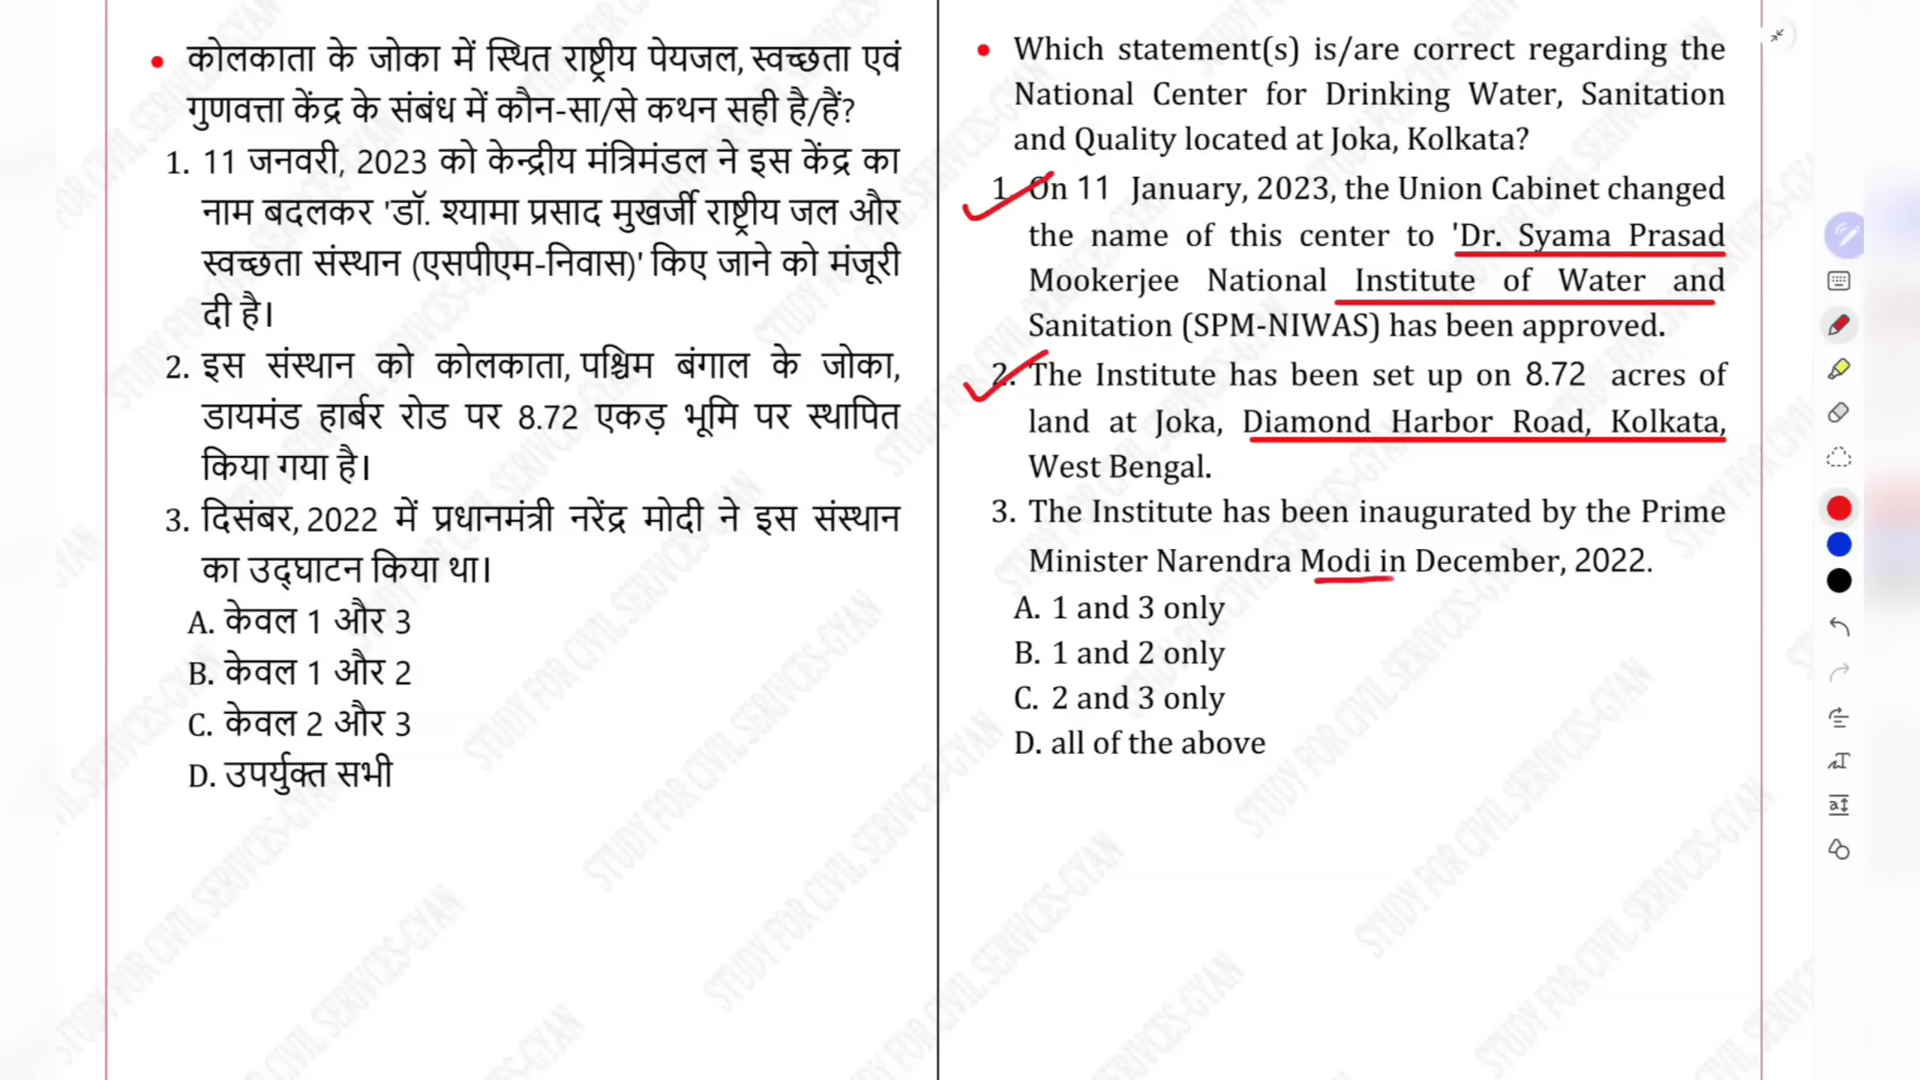 कोलकाता के जोका में स्थित राष्ट्रीय पेयजल, स्वच्छता एवं
गुणवत्ता केंद्र के संबंध में कौन-सा/से कथन सही है/हैं?
1. 11 जनवरी, 2023 को केन्द्रीय मंत्रिमंडल ने इस केंद्र का
नाम बदलकर 'डॉ. श्यामा प्रसाद मुखर्जी राष्ट्रीय जल और
स्वच्छता संस्थान (एसपीएम-निवास)' किए जाने को मंजूरी
दी है।
2. इस संस्थान को कोलकाता, पश्चिम बंगाल के जोका,
डायमंड हार्बर रोड पर 8.72 एकड़ भूमि पर स्थापित
किया गया है।
3. दिसंबर, 2022 में प्रधानमंत्री नरेंद्र मोदी ने इस संस्थान
का उद्घाटन किया था।
A. केवल 1 और 3
B. केवल 1 और 2
C. केवल 2 और 3
D. उपर्युक्त सभी
Which statement(s) is/are correct regarding the
National Center for Drinking Water, Sanitation
and Quality located at Joka, Kolkata?
1. On 11 January, 2023, the Union Cabinet changed
the name of this center to 'Dr. Syama Prasad
Mookerjee National Institute of Water and
Sanitation (SPM-NIWAS) has been approved.
2. The Institute has been set up on 8.72 acres of
land at Joka, Diamond Harbor Road, Kolkata,
West Bengal.
3. The Institute has been inaugurated by the Prime
Minister Narendra Modi in December, 2022.
A. 1 and 3 only
B. 1 and 2 only
C. 2 and 3 only
D. all of the above
STUDY FOR CIVIL SERIVCES-GYAN